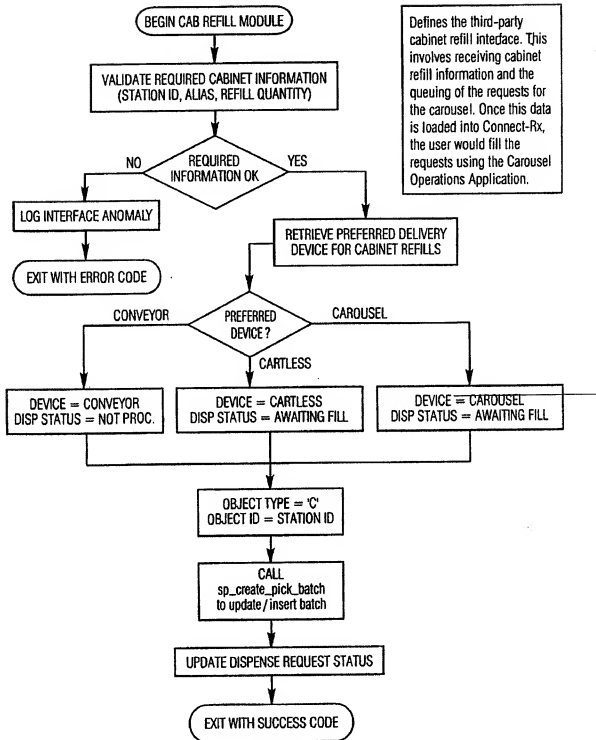 BEGIN CAB REFILL MODULE
Defines the third-party
cabinet refill inteface. This
involves receiving cabinet
refill information and the
queuing of the requests for
the carousel. Once this data
is loaded into Connect-Rx,
the user would fill the
requests using the Carousel
Operations Application.
VALIDATE REQUIRED CABINET INFORMATION
(STATION ID, ALIAS, REFILL QUANTITY)
NO
REQUIRED
INFORMATION OK
YES
LOG INTERFACE ANOMALY
EXIT WITH ERROR CODE
RETRIEVE PREFERRED DELIVERY
DEVICE FOR CABINET REFILLS
CONVEYOR
PREFERRED
DEVICE ?
CAROUSEL
CARTLESS
DEVICE = CONVEYOR
DISP STATUS = NOT PROC.
DEVICE = CARTLESS
DISP STATUS = AWAITING FILL
DEVICE = CAROUSEL
DISP STATUS = AWAITING FILL
OBJECT TYPE = 'C'
OBJECT ID = STATION ID
CALL
sp_create_pick_batch
to update/insert batch
UPDATE DISPENSE REQUEST STATUS
EXIT WITH SUCCESS CODE